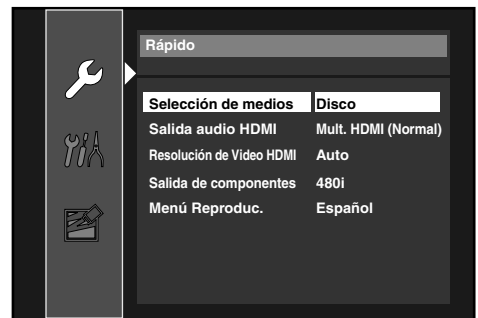 Rápido
Selección de medios Disco
Salida audio HDMI Mult. HDMI (Normal)
Resolución de Video HDMI Auto
Salida de componentes 480i
Menú Reproduc. Español